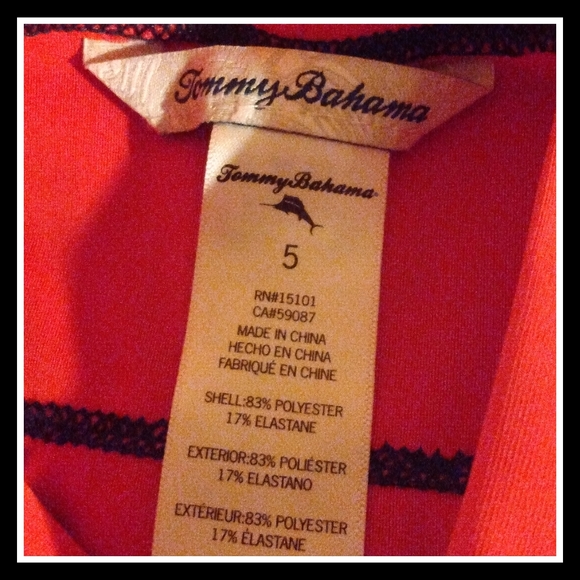 Tommy Bahama
Tommy Bahama
5
RN#15101
CA#59087
MADE IN CHINA
HECHO EN CHINA
FABRIQUÉ EN CHINE
SHELL:83% POLYESTER
17% ELASTANE
EXTERIOR:83% POLIÉSTER
17% ELASTANO
EXTÉRIEUR:83% POLYESTER
17% ÉLASTANE